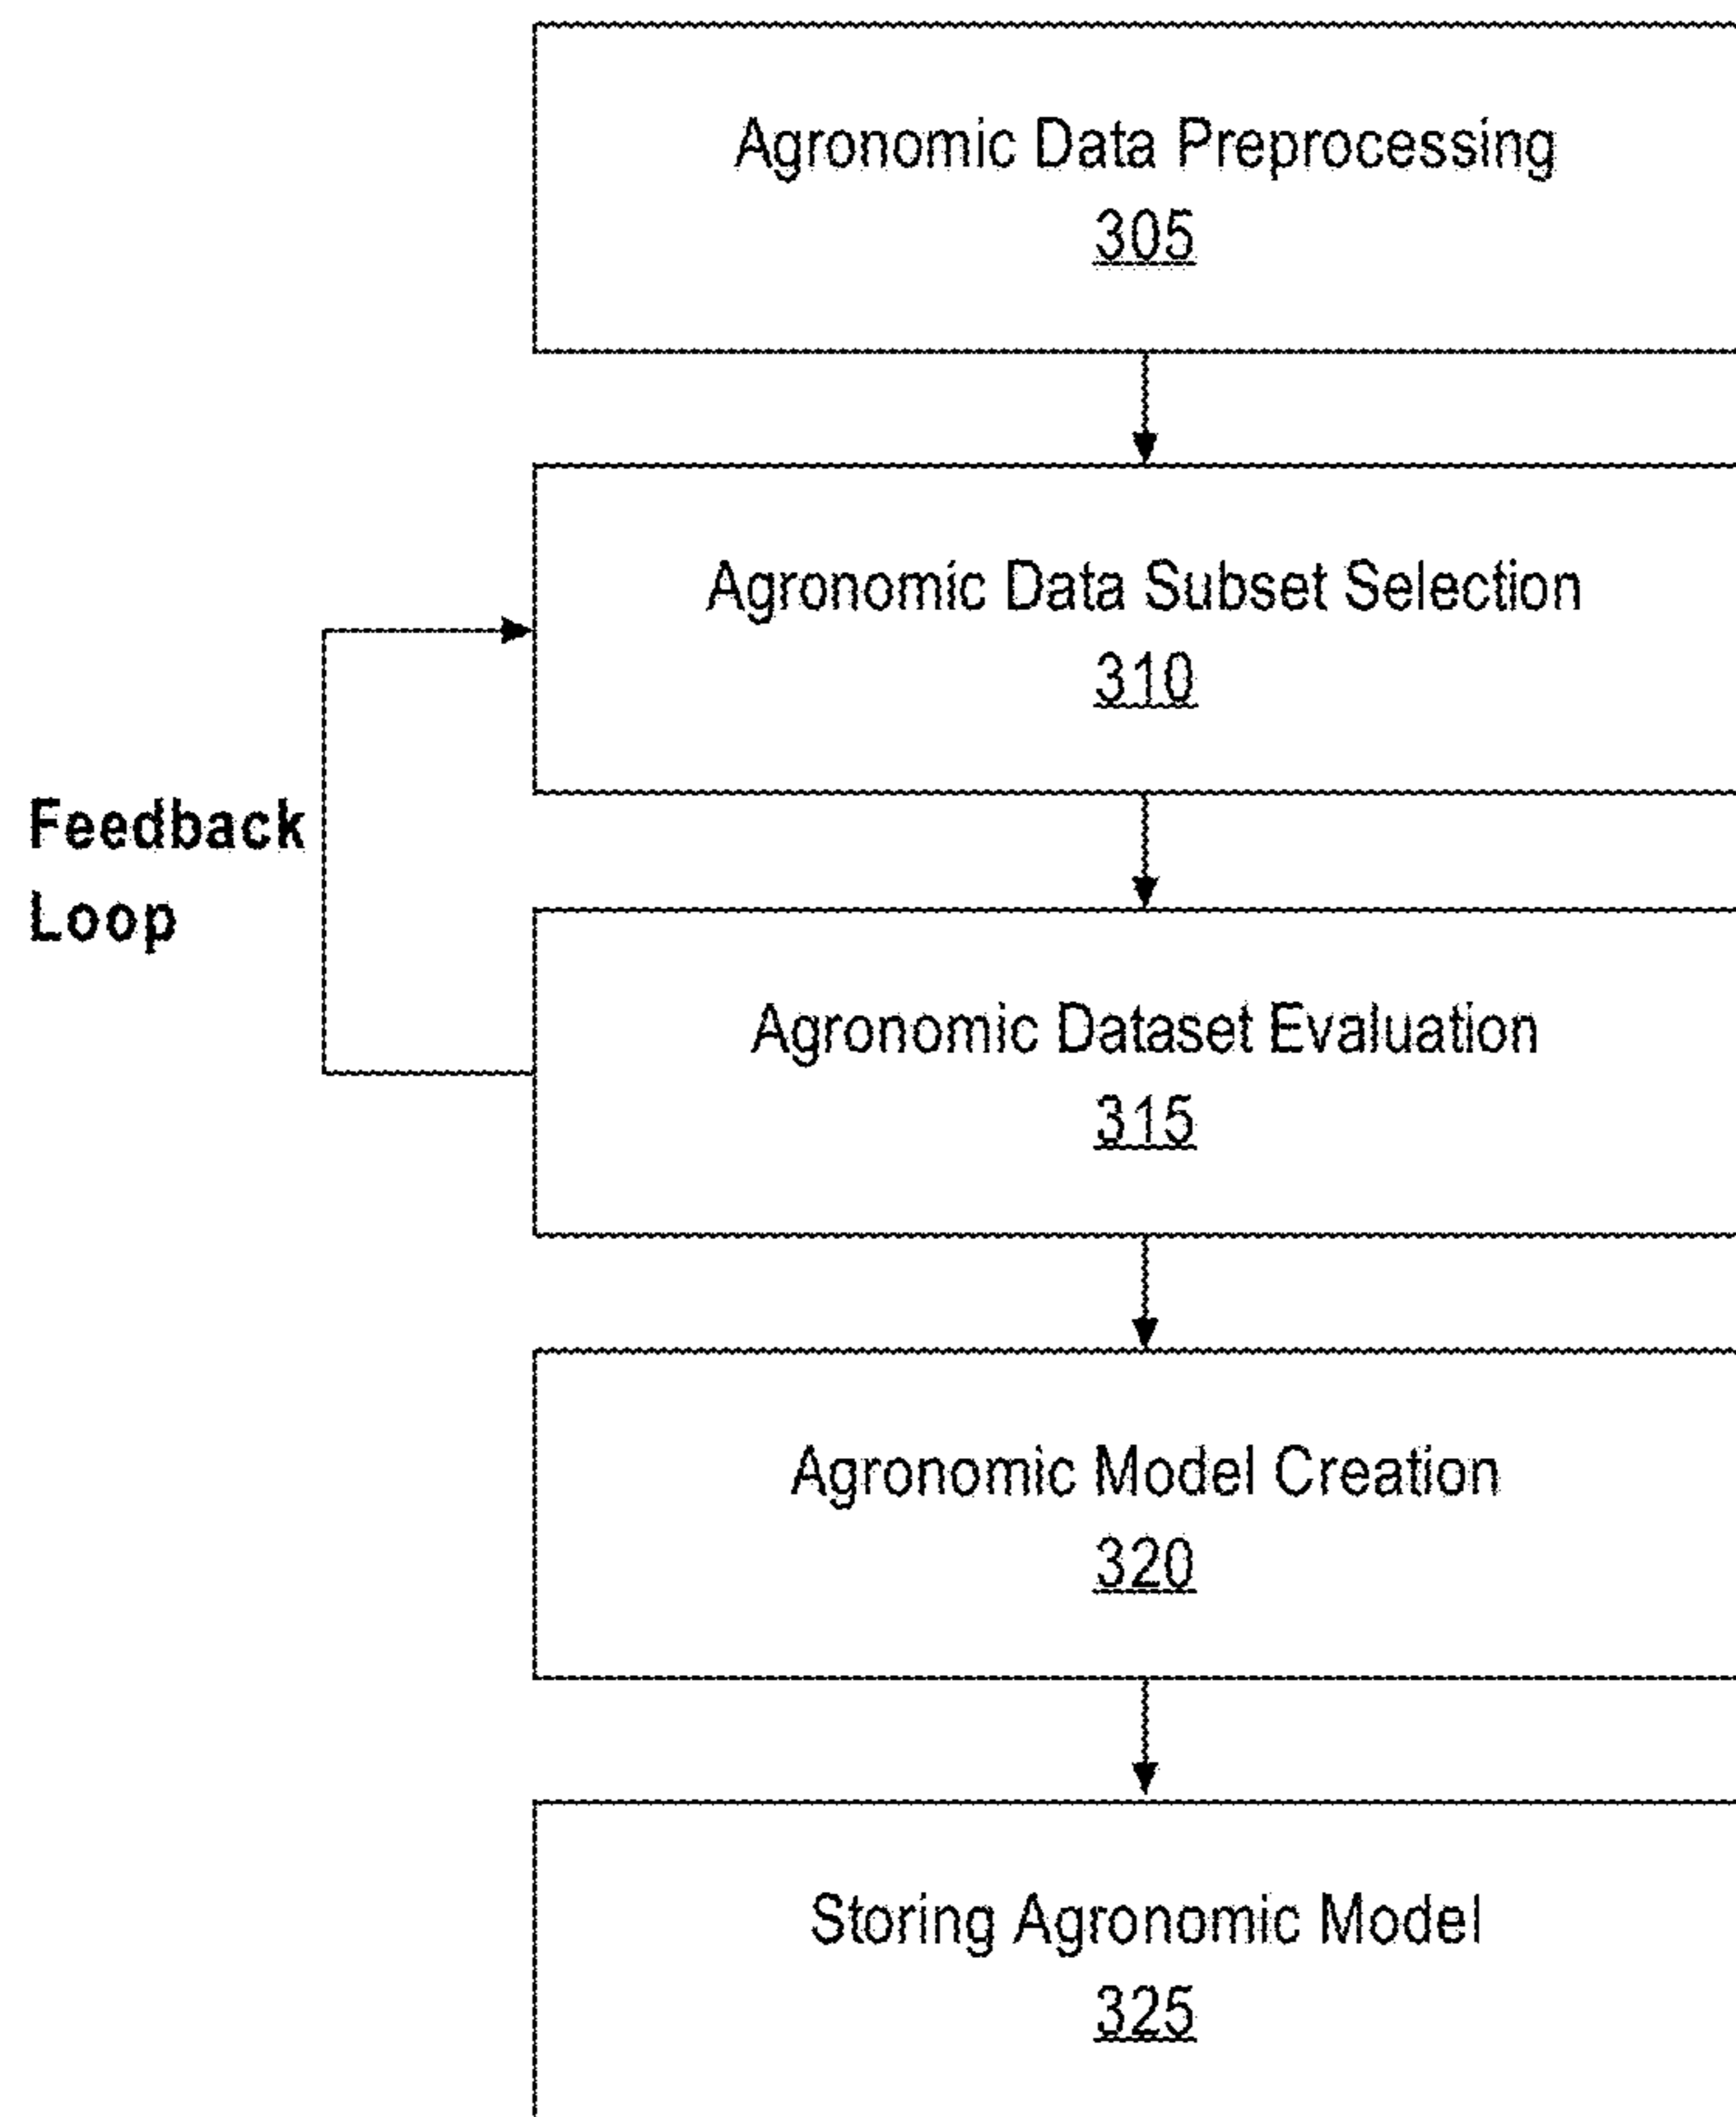 Agronomic Data Preprocessing
305
Agronomic Data Subset Selection
310
Feedback
Loop
Agronomic Dataset Evaluation
315
Agronomic Model Creation
320
Storing Agronomic Model
325